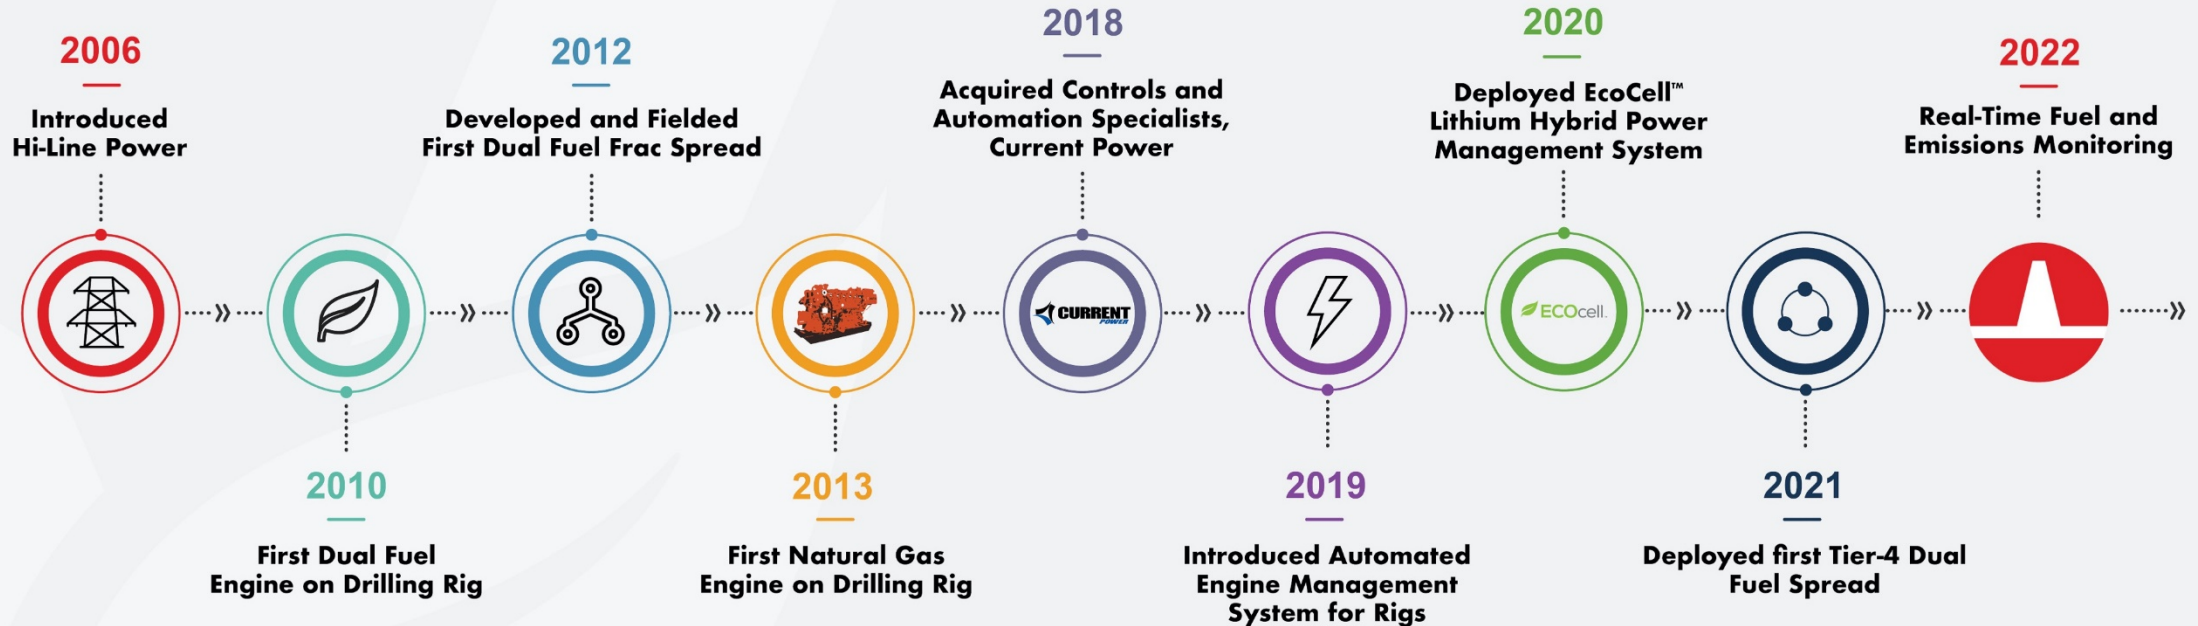 2006
Introduced
Hi-Line Power
2010
First Dual Fuel
Engine on Drilling Rig
2012
Developed and Fielded
First Dual Fuel Frac Spread
2013
First Natural Gas
Engine on Drilling Rig
2018
Acquired Controls and
Automation Specialists,
Current Power
CURRENT
POWER
2019
Introduced Automated
Engine Management
System for Rigs
2020
Deployed EcoCell™
Lithium Hybrid Power
Management System
ECOcell.
2021
Deployed first Tier-4 Dual
Fuel Spread
2022
Real-Time Fuel and
Emissions Monitoring